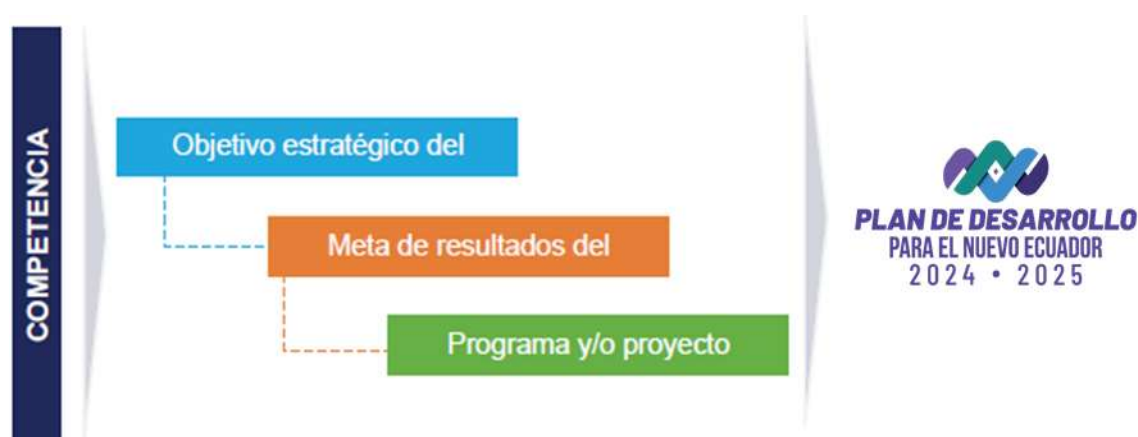 COMPETENCIA
Objetivo estratégico del
Meta de resultados del
Programa y/o proyecto
PLAN DE DESARROLLO
PARA EL NUEVO ECUADOR
2024 • 2025